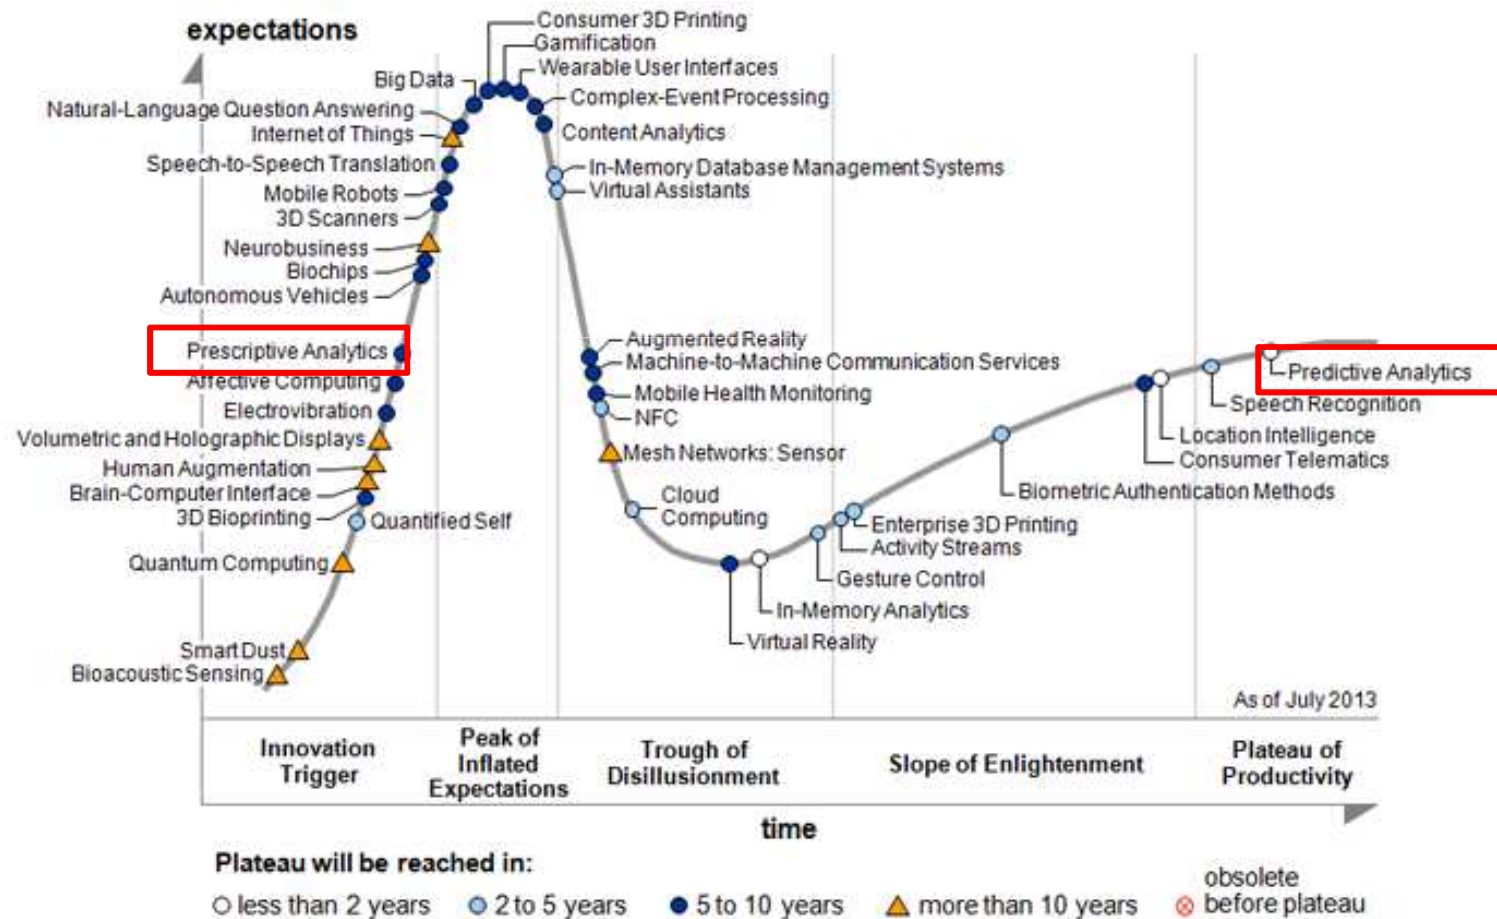 expectations
Consumer 3D Printing
Gamification
Wearable User Interfaces
Big Data
Complex-Event Processing
Natural-Language Question Answering
Internet of Things
Content Analytics
Speech-to-Speech Translation
In-Memory Database Management Systems
Mobile Robots
Virtual Assistants
3D Scanners
Neurobusiness
Biochips
Autonomous Vehicles
Prescriptive Analytics
Augmented Reality
Machine-to-Machine Communication Services
Affective Computing
Mobile Health Monitoring
Electrovibration
NFC
Volumetric and Holographic Displays
Mesh Networks: Sensor
Human Augmentation
Brain-Computer Interface
3D Bioprinting
Quantified Self
Cloud
Computing
Quantum Computing
Predictive Analytics
Speech Recognition
Location Intelligence
Consumer Telematics
Biometric Authentication Methods
Enterprise 3D Printing
Activity Streams
Gesture Control
In-Memory Analytics
Virtual Reality
Smart Dust
Bioacoustic Sensing
As of July 2013
Innovation
Trigger
Peak of
Inflated
Expectations
Trough of
Disillusionment
Slope of Enlightenment
Plateau of
Productivity
time
Plateau will be reached in:
less than 2 years
2 to 5 years
5 to 10 years
more than 10 years
obsolete
before plateau